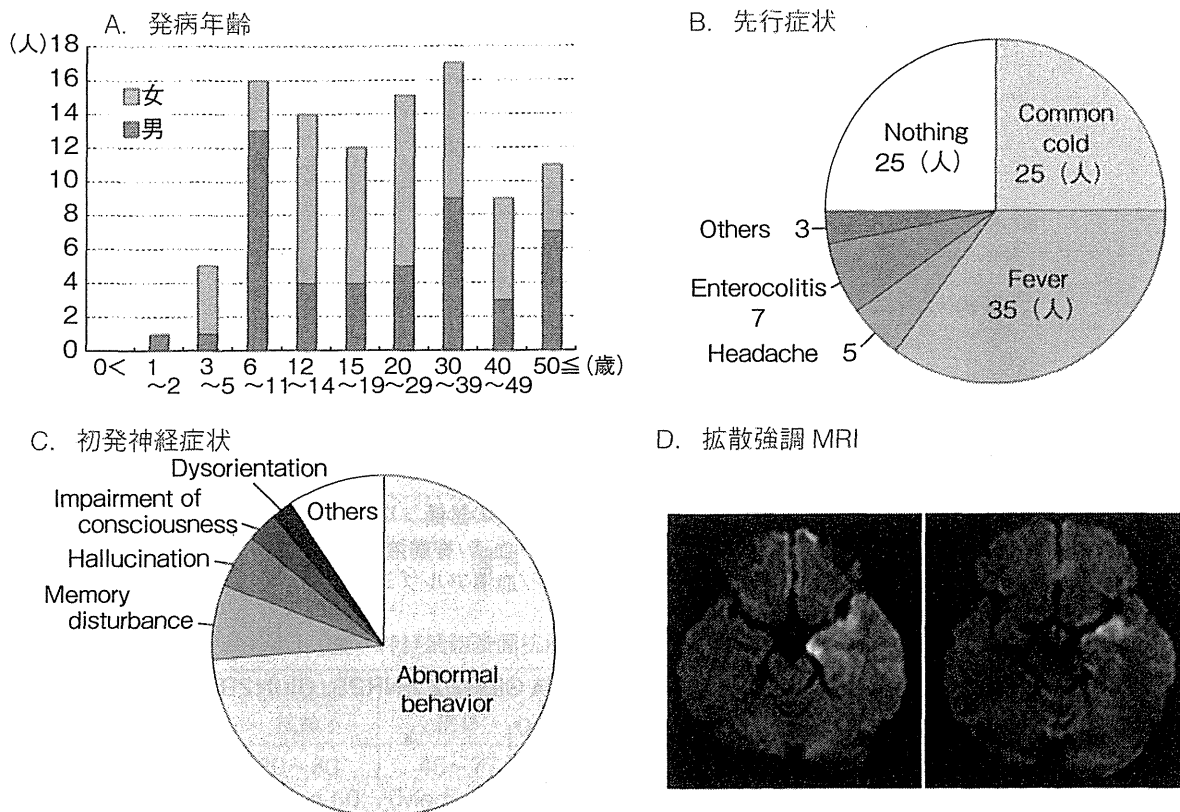 A. 発病年齢
(人)
18
16
14
12
10
8
6
4
2
0
女
男
0<
1
～2
3
～5
6
～11
12
～14
15
～19
20
～29
30
～39
40
～49
50≦(歳)
B. 先行症状
Nothing
25 (人)
Common
cold
25 (人)
Others 3
Enterocolitis
7
Headache 5
Fever
35 (人)
C. 初発神経症状
Dysorientation
Impairment of
consciousness
Others
Hallucination
Memory
disturbance
Abnormal
behavior
D. 拡散強調 MRI